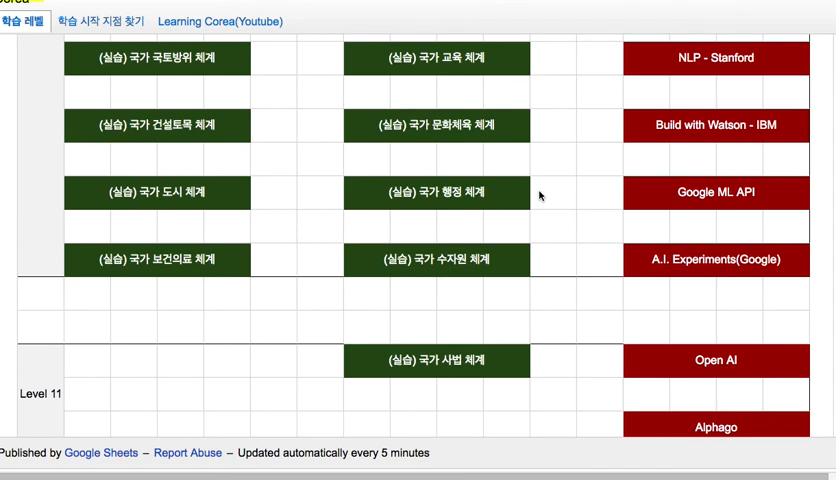 학습 레벨 학습 시작 지점 찾기 Learning Corea(Youtube)
(실습) 국가 국토방위 체계 (실습) 국가 교육 체계 NLP - Stanford
(실습) 국가 건설토목 체계 (실습) 국가 문화체육 체계 Build with Watson - IBM
(실습) 국가 도시 체계 (실습) 국가 행정 체계 Google ML API
(실습) 국가 보건의료 체계 (실습) 국가 수자원 체계 A.I. Experiments(Google)
(실습) 국가 사법 체계 Open AI
Level 11
Alphago
Published by Google Sheets – Report Abuse – Updated automatically every 5 minutes